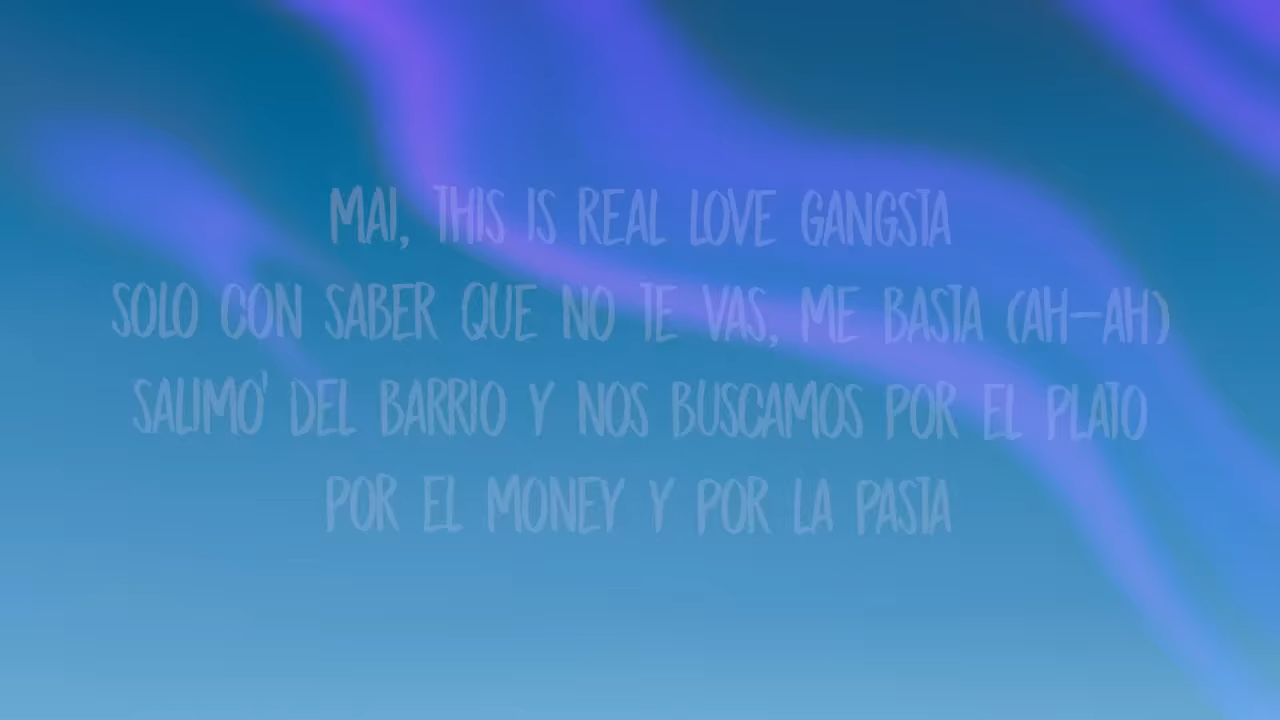 MAI, THIS IS REAL LOVE GANGSTA
SOLO CON SABER QUE NO TE VAS, ME BASTA (AH-AH)
SALIMO' DEL BARRIO Y NOS BUSCAMOS POR EL PLATO
POR EL MONEY Y POR LA PASTA